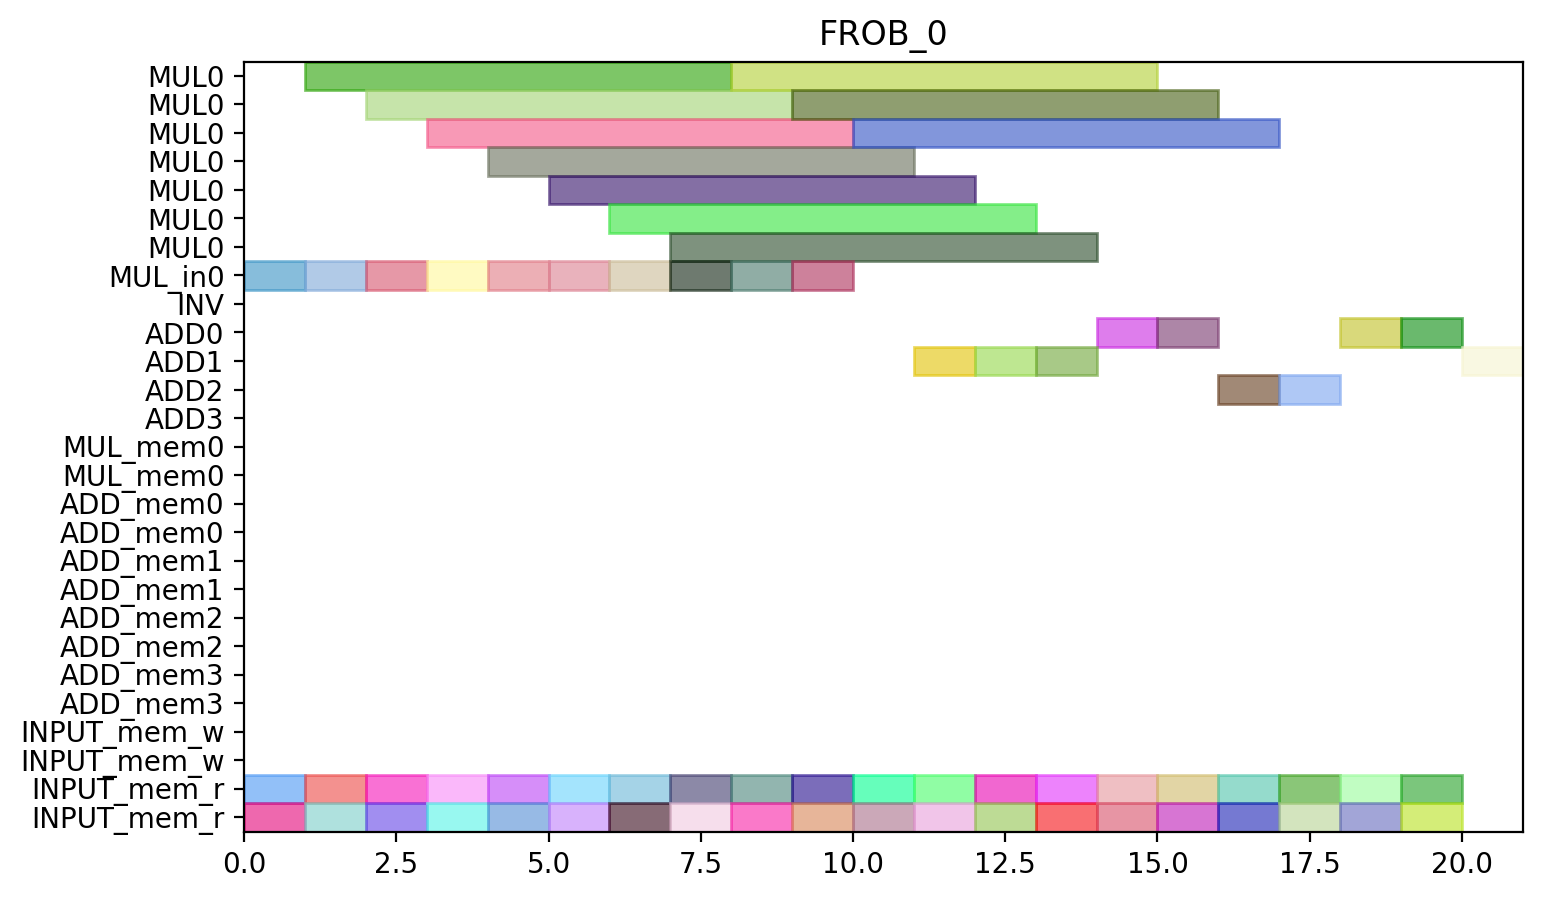 FROB_0
MUL0
MUL0
MUL0
MUL0
MUL0
MUL0
MUL0
MUL_in0
INV
ADD0
ADD1
ADD2
ADD3
MUL_mem0
MUL_mem0
ADD_mem0
ADD_mem0
ADD_mem1
ADD_mem1
ADD_mem2
ADD_mem2
ADD_mem3
ADD_mem3
INPUT_mem_w
INPUT_mem_w
INPUT_mem_r
INPUT_mem_r
0.0 2.5 5.0 7.5 10.0 12.5 15.0 17.5 20.0